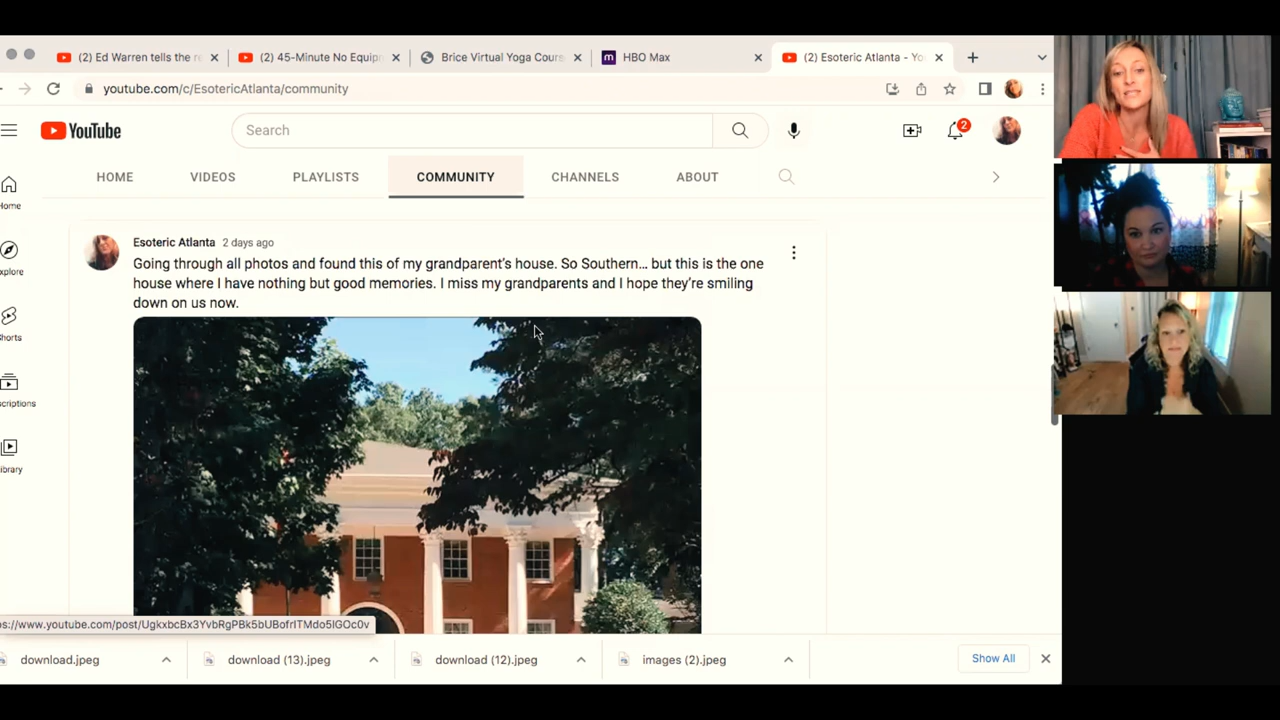 (2) Ed Warren tells the re
(2) 45-Minute No Equipn
Brice Virtual Yoga Cours
HBO Max
(2) Esoteric Atlanta - Yo
youtube.com/c/EsotericAtlanta/community
YouTube
Search
2
HOME VIDEOS PLAYLISTS COMMUNITY CHANNELS ABOUT
Home
xplore
Shorts
scriptions
ibrary
Esoteric Atlanta 2 days ago
Going through all photos and found this of my grandparent's house. So Southern... but this is the one
house where I have nothing but good memories. I miss my grandparents and I hope they're smiling
down on us now.
ps://www.youtube.com/post/UgkxbcBx3YvbRgPBk5bUBofrITMdo5IGOc0v
download.jpeg
download (13).jpeg
download (12).jpeg
images (2).jpeg
Show All